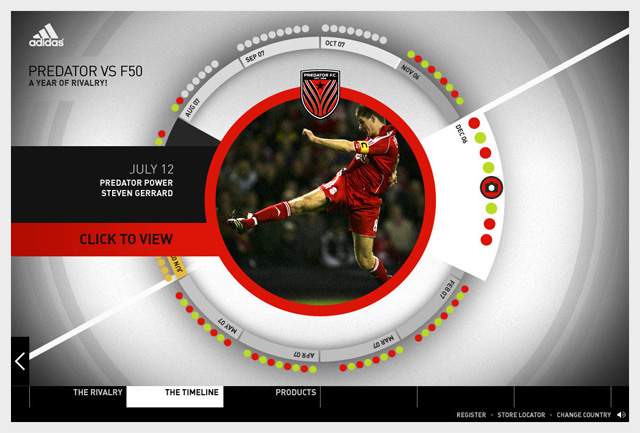 adidas
PREDATOR VS F50
A YEAR OF RIVALRY!
AUG 07
SEP 07
OCT 07
NOV 06
DEC 06
FEB 07
MAR 07
APR 07
MAY 07
JUN 07
PREDATOR F.C.
JULY 12
PREDATOR POWER
STEVEN GERRARD
CLICK TO VIEW
THE RIVALRY
THE TIMELINE
PRODUCTS
REGISTER • STORE LOCATOR • CHANGE COUNTRY